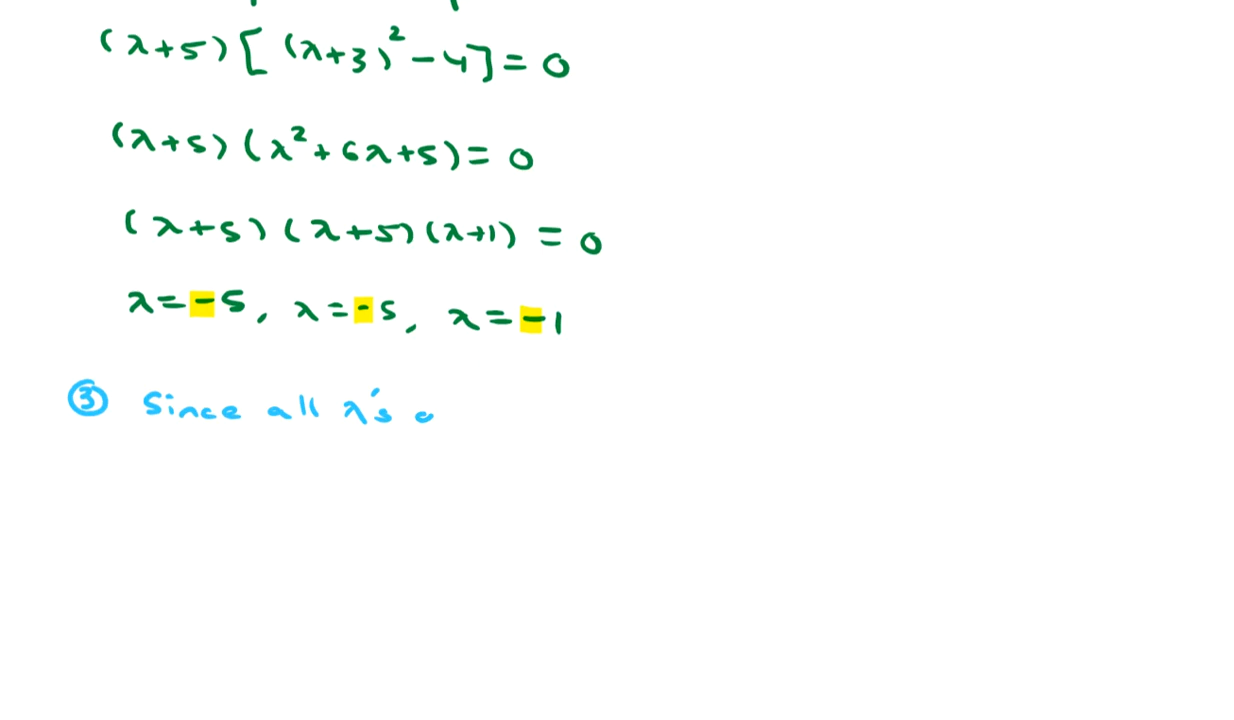 (λ+5)[(λ+3)²-4]=0
(λ+5)(λ²+6λ+5)=0
(λ+5)(λ+5)(λ+1)=0
λ=-5, λ=-5, λ=-1
③ Since all λ's